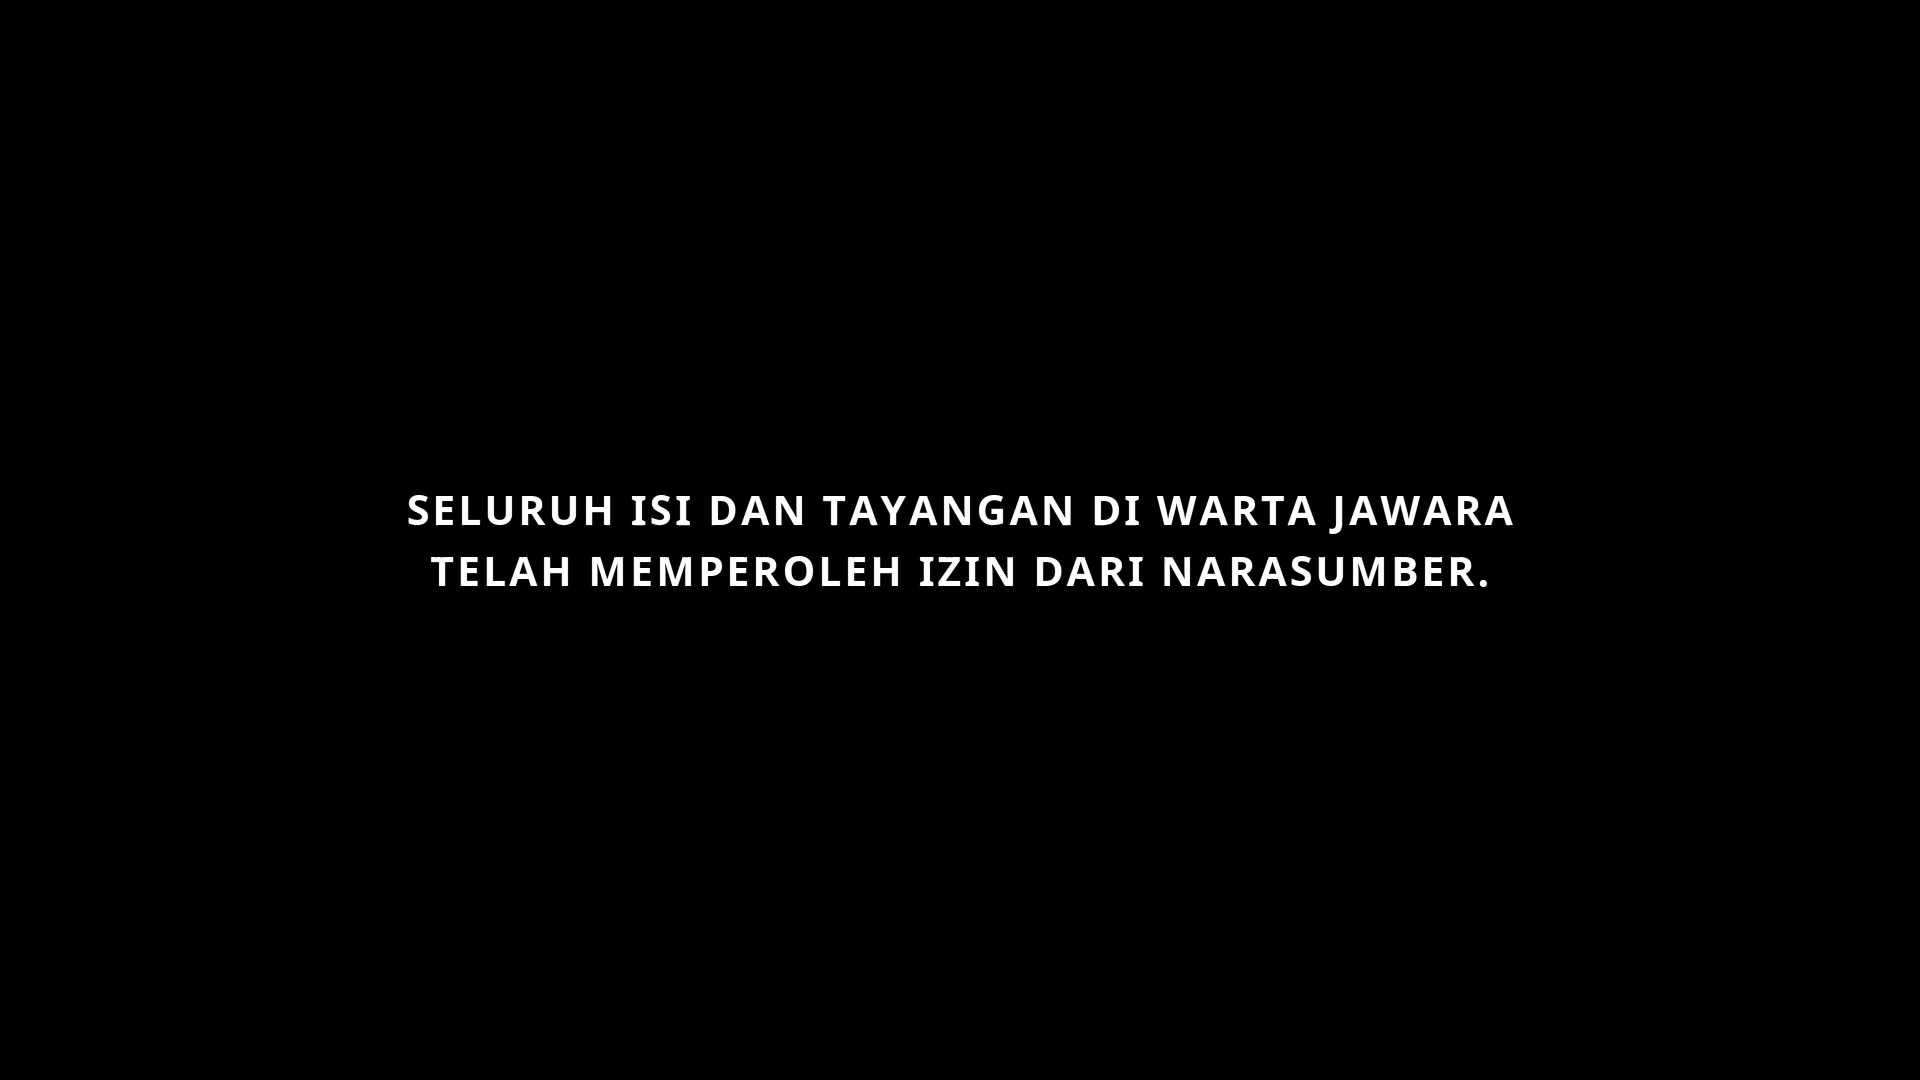 SELURUH ISI DAN TAYANGAN DI WARTA JAWARA
TELAH MEMPEROLEH IZIN DARI NARASUMBER.